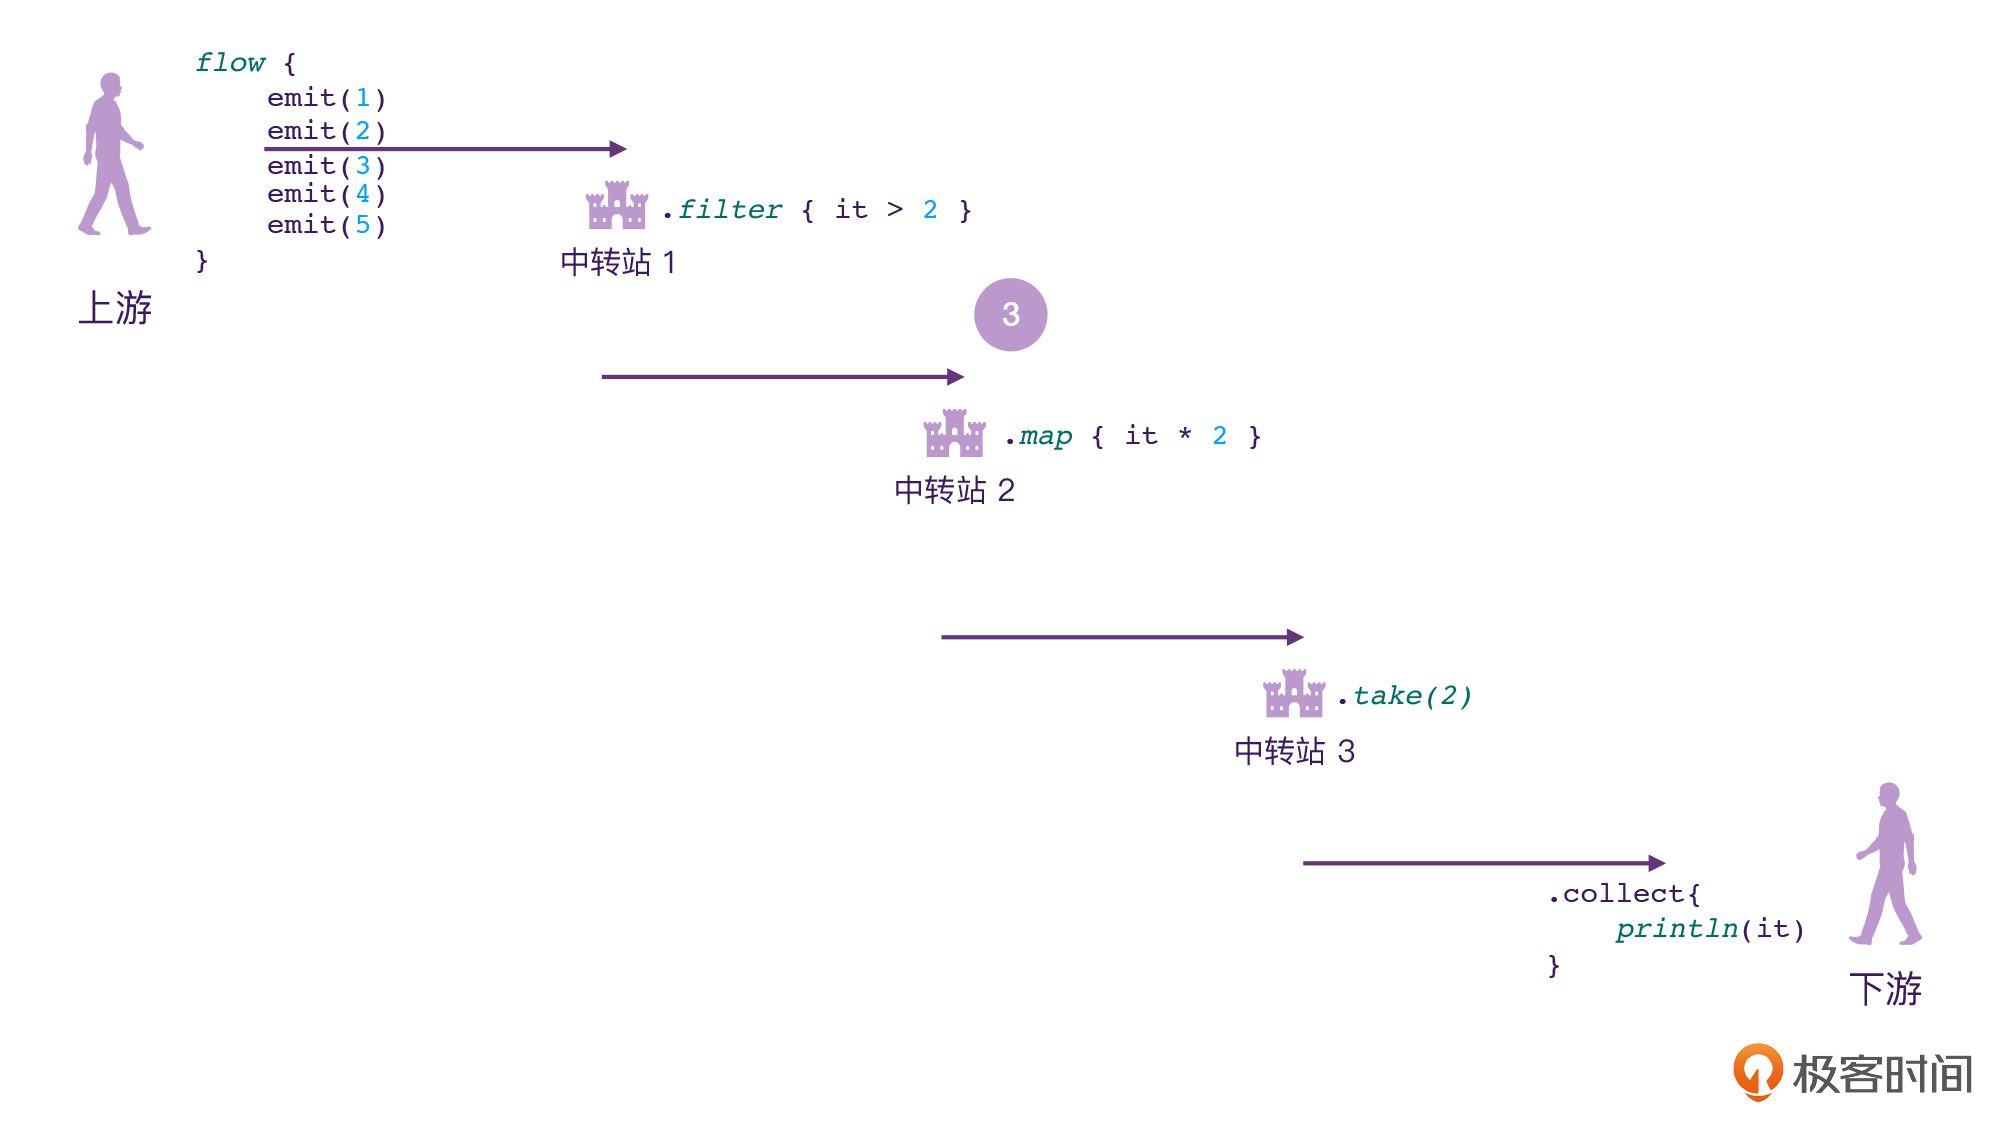 flow {
emit(1)
emit(2)
emit(3)
emit(4)
emit(5)
}
上游
.filter { it > 2 }
中转站 1
3
.map { it * 2 }
中转站 2
.take(2)
中转站 3
.collect{
println(it)
}
下游
极客时间